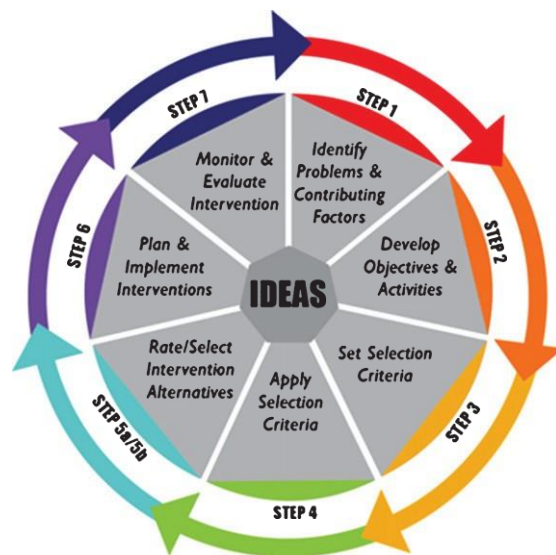 STEP 1
Identify
Problems &
Contributing
Factors
STEP 2
Develop
Objectives &
Activities
STEP 3
Set Selection
Criteria
STEP 4
Apply
Selection
Criteria
STEP 5a/5b
Rate/Select
Intervention
Alternatives
STEP 6
Plan &
Implement
Interventions
STEP 7
Monitor &
Evaluate
Intervention
IDEAS